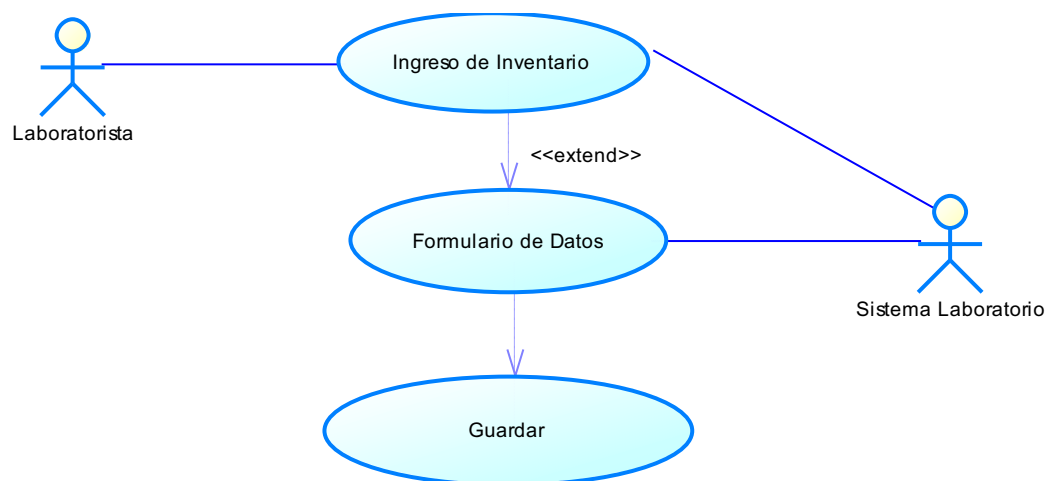 Ingreso de Inventario
Laboratorista
<<extend>>
Formulario de Datos
Sistema Laboratorio
Guardar